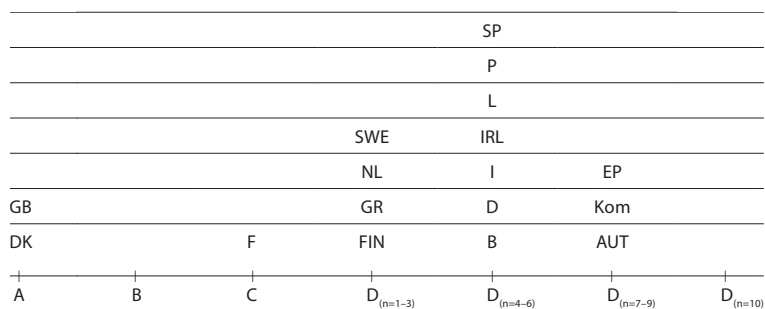 SP
P
L
SWE IRL
NL I EP
GB GR D Kom
DK F FIN B AUT
A B C D(n=1–3) D(n=4–6) D(n=7–9) D(n=10)